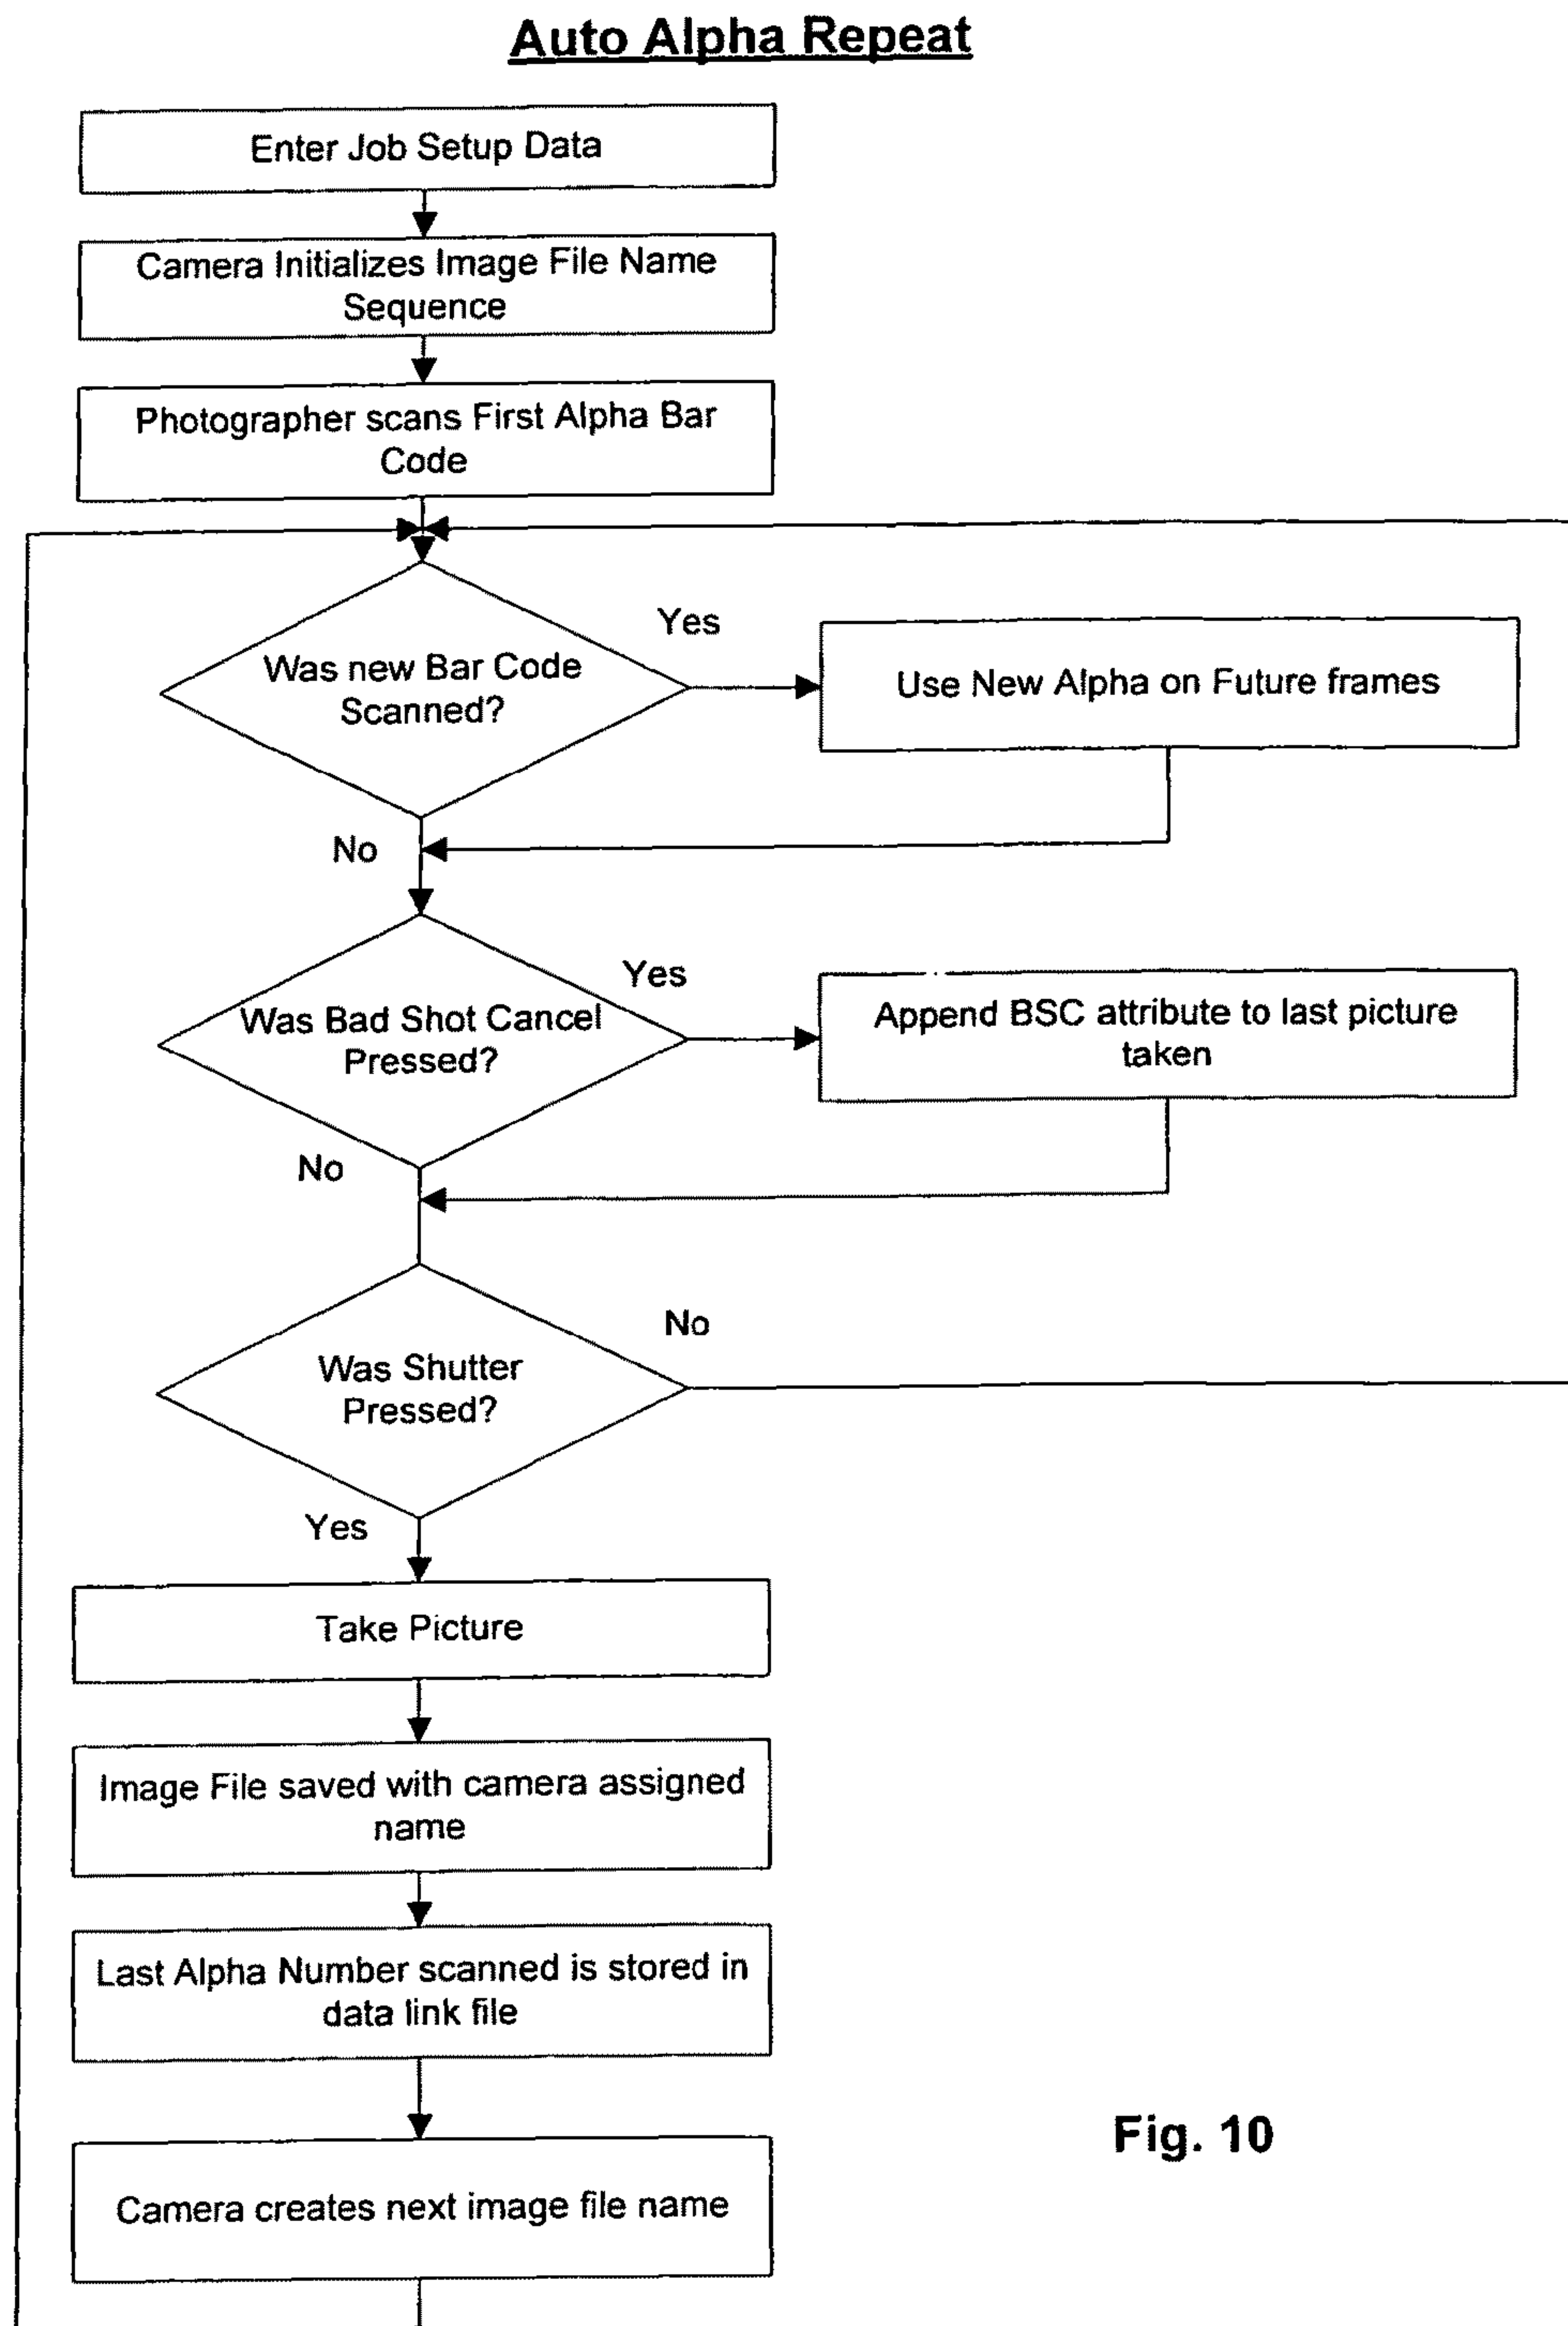 Auto Alpha Repeat
Enter Job Setup Data
Camera Initializes Image File Name
Sequence
Photographer scans First Alpha Bar
Code
Yes
Was new Bar Code
Scanned?
Use New Alpha on Future frames
No
Yes
Was Bad Shot Cancel
Pressed?
Append BSC attribute to last picture
taken
No
No
Was Shutter
Pressed?
Yes
Take Picture
Image File saved with camera assigned
name
Last Alpha Number scanned is stored in
data link file
Camera creates next image file name
Fig. 10